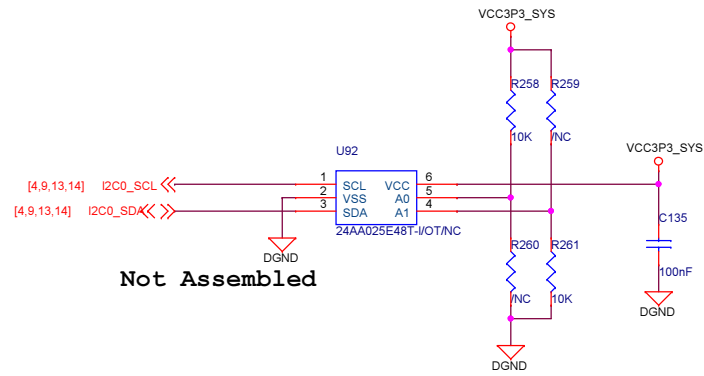 VCC3P3_SYS
R258 R259
10K /NC
VCC3P3_SYS
U92
[4,9,13,14] I2C0_SCL 1 SCL VCC 6
2 VSS A0 5
[4,9,13,14] I2C0_SDA 3 SDA A1 4
C135
24AA025E48T-I/OT/NC
R260 R261
DGND
Not Assembled
100nF
/NC 10K
DGND
DGND